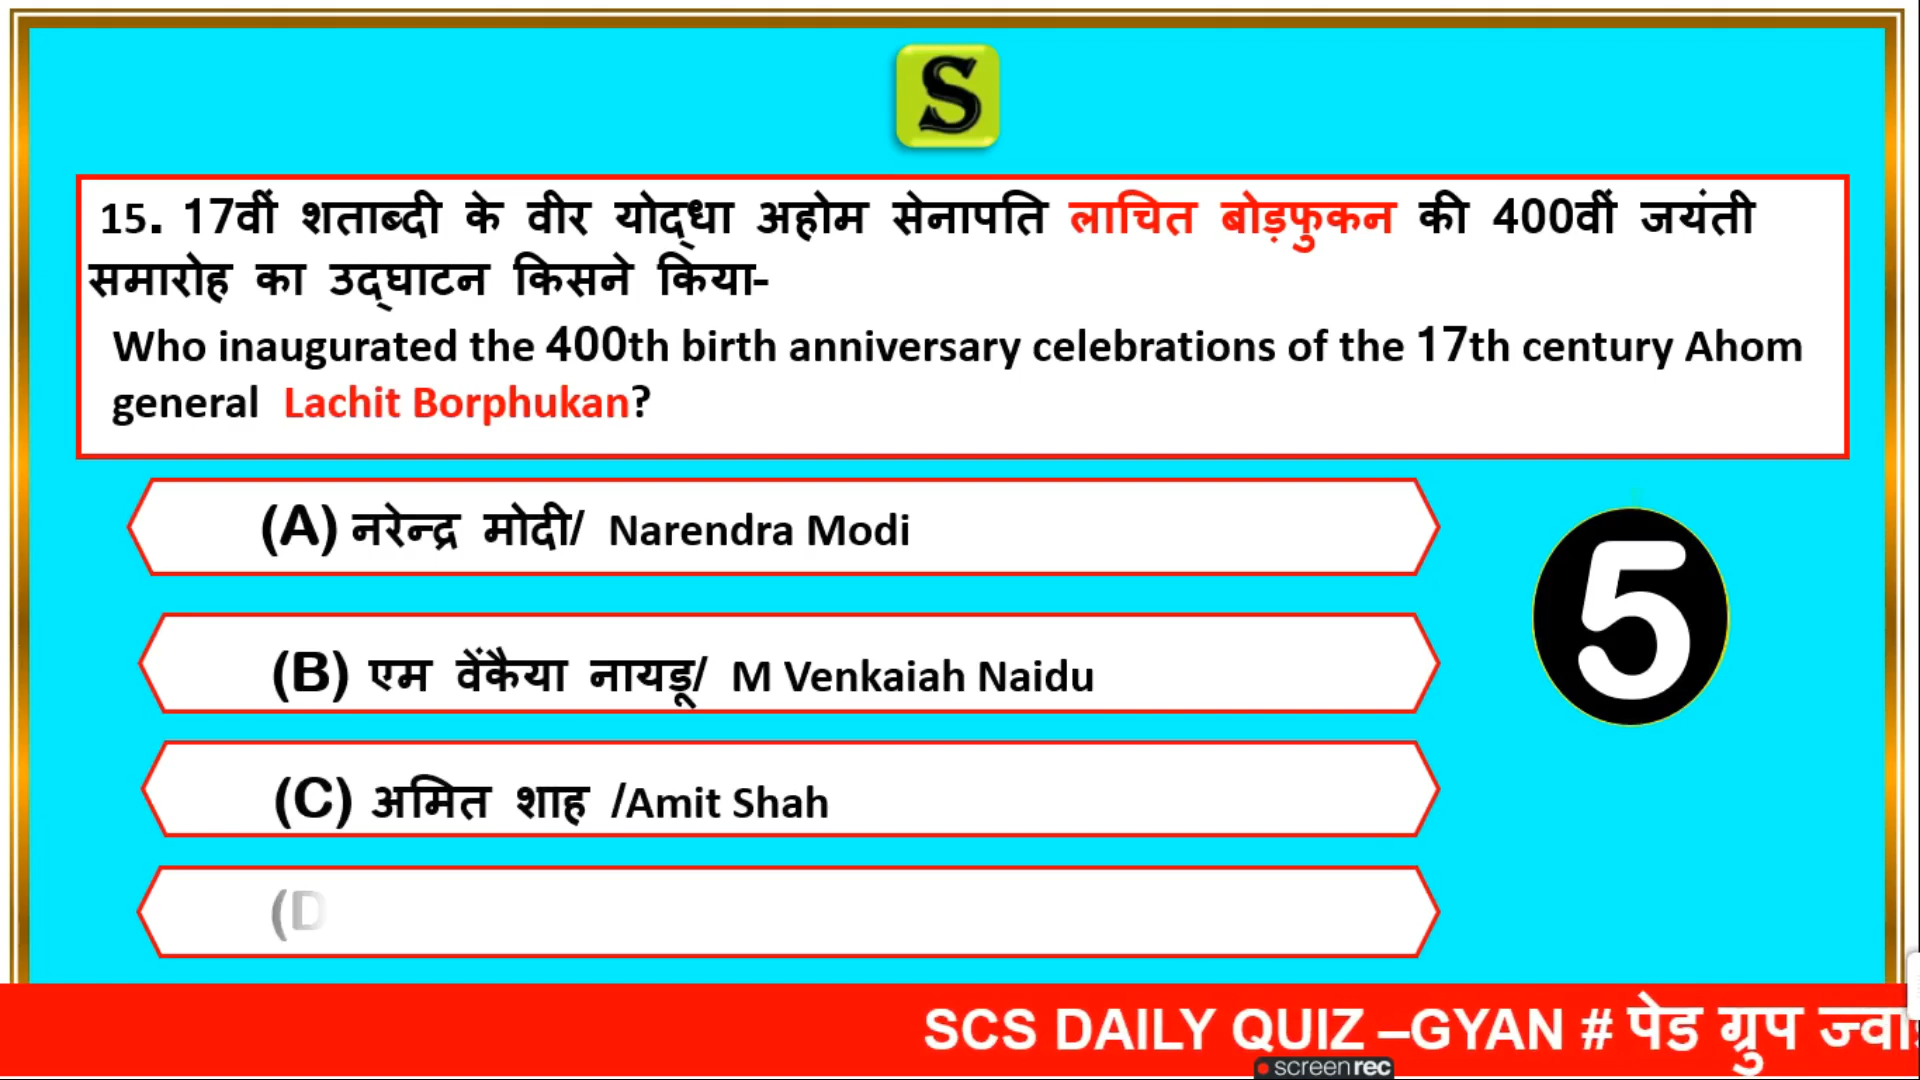 S
15. 17वीं शताब्दी के वीर योद्धा अहोम सेनापति लाचित बोड़फुकन की 400वीं जयंती
समारोह का उद्घाटन किसने किया-
Who inaugurated the 400th birth anniversary celebrations of the 17th century Ahom
general Lachit Borphukan?
(A) नरेन्द्र मोदी/ Narendra Modi
5
(B) एम वेंकैया नायडू/ M Venkaiah Naidu
(C) अमित शाह /Amit Shah
(D
SCS DAILY QUIZ –GYAN # पेड ग्रुप
screenrec